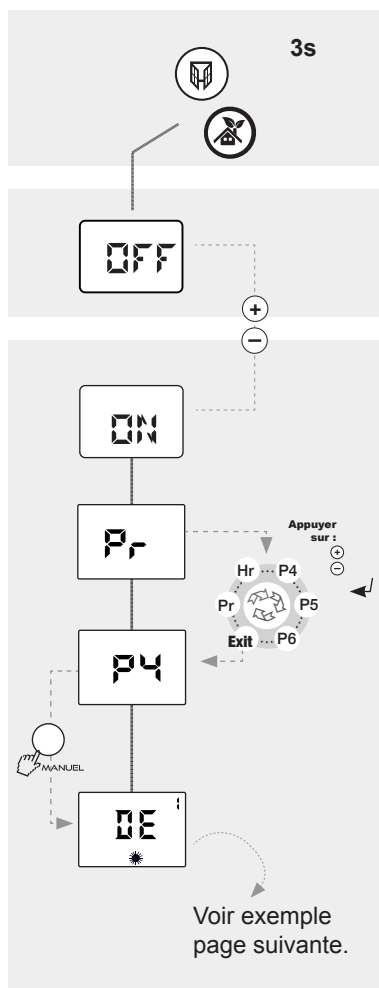 3s
OFF
+
−
ON
Pr
Appuyer
sur :
+
−
Hr P4
Pr P5
Exit P6
P4
MANUEL
DE 1
Voir exemple
page suivante.